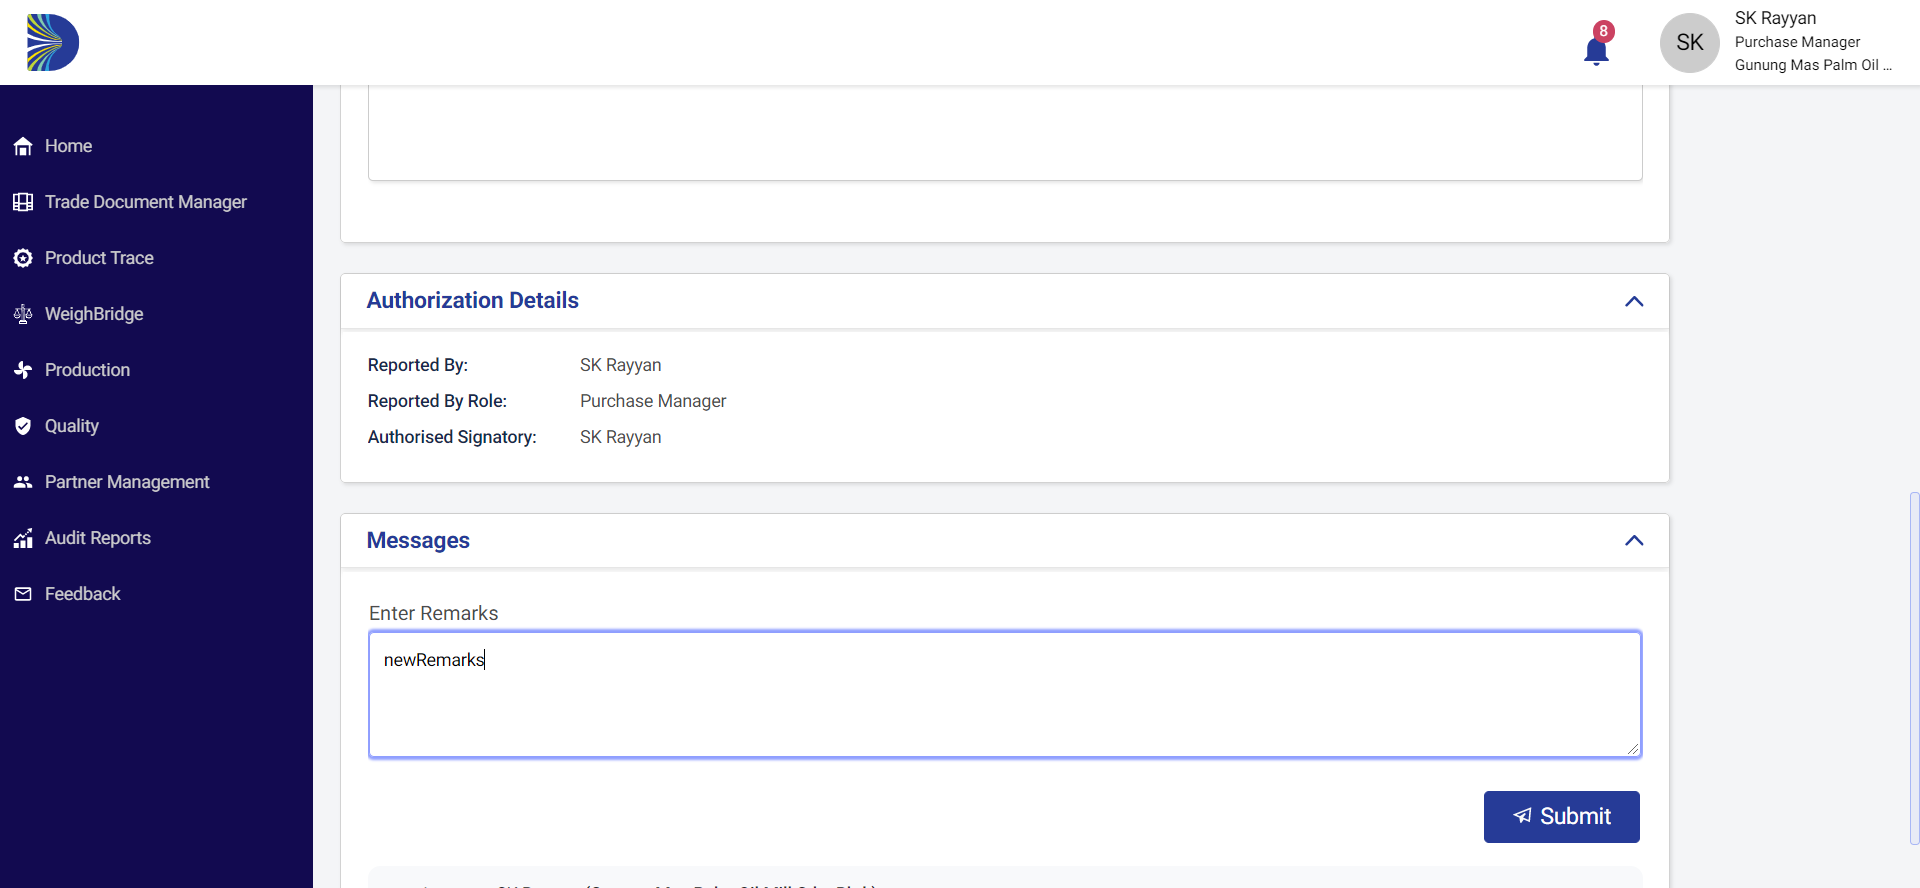 8
SK
SK Rayyan
Purchase Manager
Gunung Mas Palm Oil ...
Home
Trade Document Manager
Product Trace
WeighBridge
Production
Quality
Partner Management
Audit Reports
Feedback
Authorization Details
Reported By: SK Rayyan
Reported By Role: Purchase Manager
Authorised Signatory: SK Rayyan
Messages
Enter Remarks
newRemarks
Submit